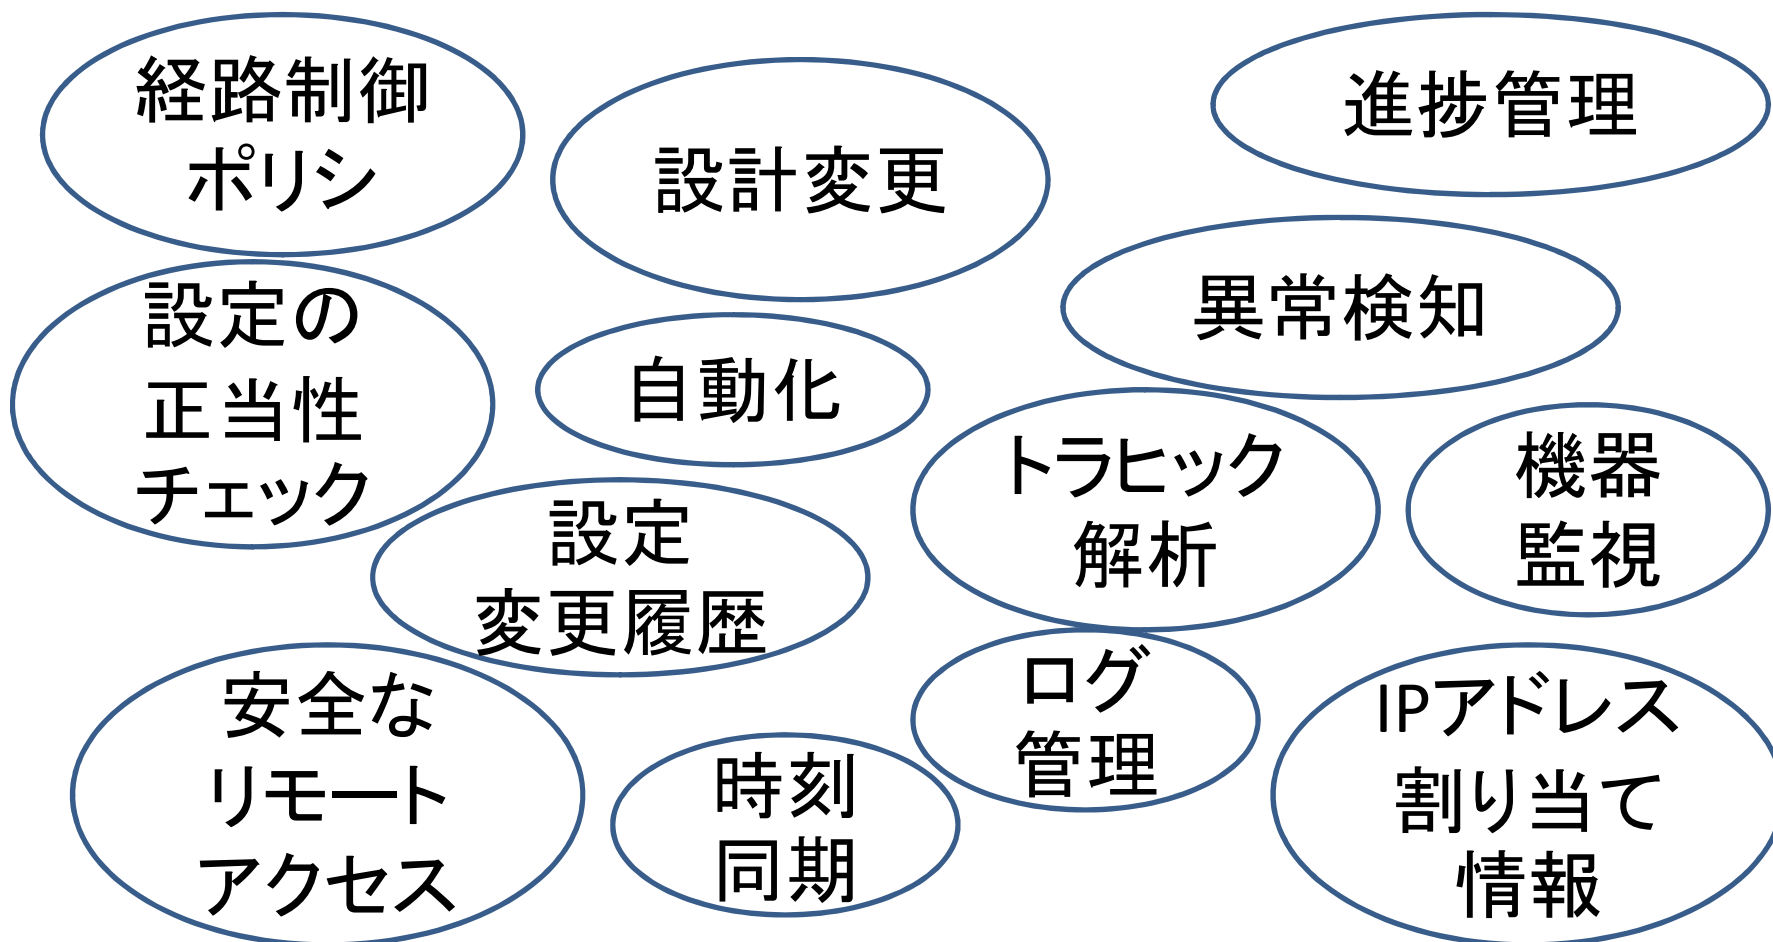 経路制御
ポリシ
設計変更
進捗管理
設定の
正当性
チェック
自動化
異常検知
設定
変更履歴
トラヒック
解析
機器
監視
安全な
リモート
アクセス
時刻
同期
ログ
管理
IPアドレス
割り当て
情報